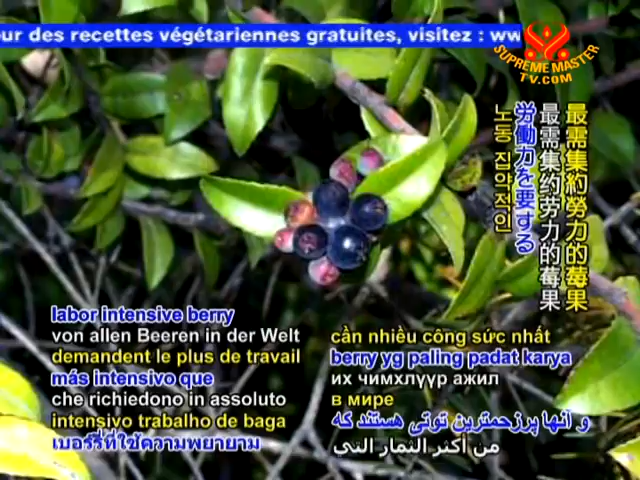 ur des recettes végétariennes gratuites, visitez : ww
SUPREME MASTER
TV.COM
最需集約勞力的莓果
最需集约劳力的莓果
労働力を要する
노동 집약적인
labor intensive berry
von allen Beeren in der Welt
demandent le plus de travail
más intensivo que
che richiedono in assoluto
intensivo trabalho de baga
เบอร์รี่ที่ใช้ความพยายาม
cần nhiều công sức nhất
berry yg paling padat karya
их чимхлүүр ажил
в мире
و آنها پرزحمترین توتی هستند که
من أكثر الثمار التي